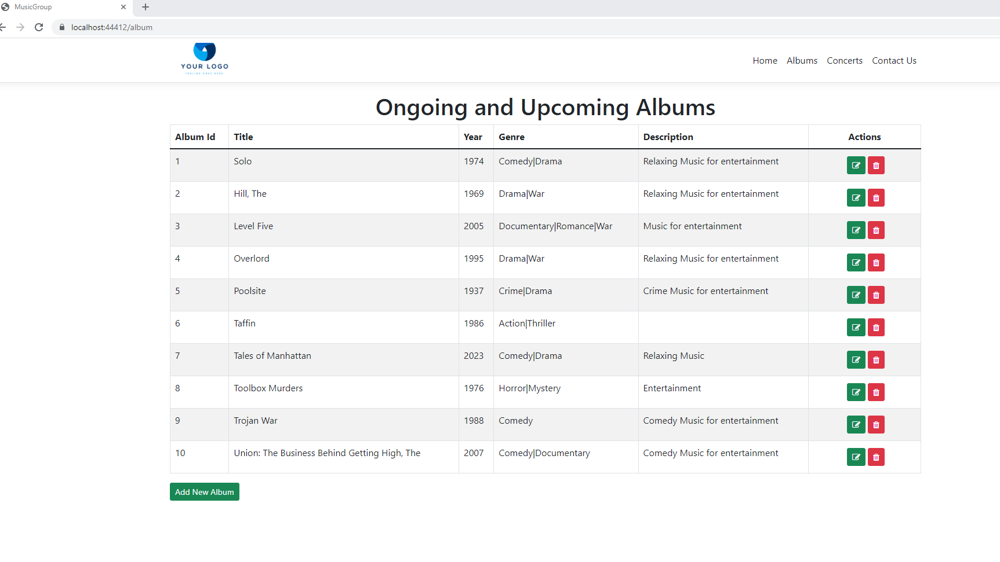 MusicGroup
localhost:44412/album
YOUR LOGO
TAGLINE GOES HERE
Home Albums Concerts Contact Us
Ongoing and Upcoming Albums
Album Id Title Year Genre Description Actions
1 Solo 1974 Comedy|Drama Relaxing Music for entertainment
2 Hill, The 1969 Drama|War Relaxing Music for entertainment
3 Level Five 2005 Documentary|Romance|War Music for entertainment
4 Overlord 1995 Drama|War Relaxing Music for entertainment
5 Poolsite 1937 Crime|Drama Crime Music for entertainment
6 Taffin 1986 Action|Thriller
7 Tales of Manhattan 2023 Comedy|Drama Relaxing Music
8 Toolbox Murders 1976 Horror|Mystery Entertainment
9 Trojan War 1988 Comedy Comedy Music for entertainment
10 Union: The Business Behind Getting High, The 2007 Comedy|Documentary Comedy Music for entertainment
Add New Album